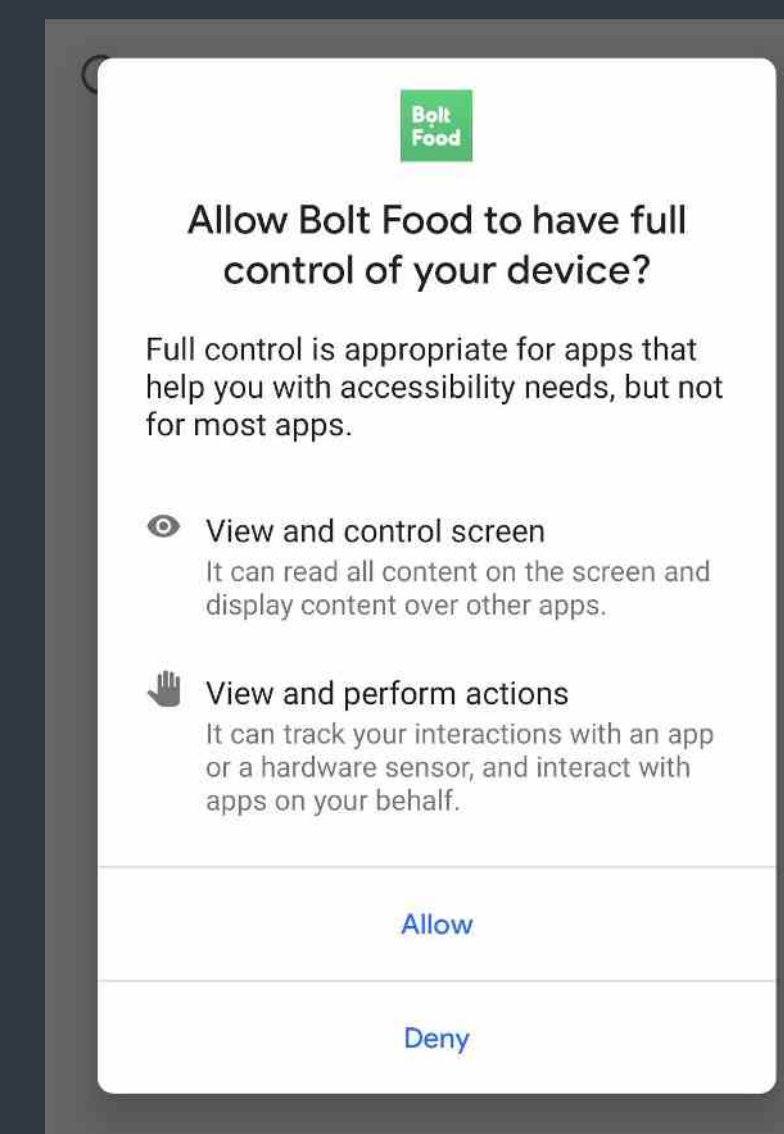 Bolt
Food
Allow Bolt Food to have full
control of your device?
Full control is appropriate for apps that
help you with accessibility needs, but not
for most apps.
View and control screen
It can read all content on the screen and
display content over other apps.
View and perform actions
It can track your interactions with an app
or a hardware sensor, and interact with
apps on your behalf.
Allow
Deny